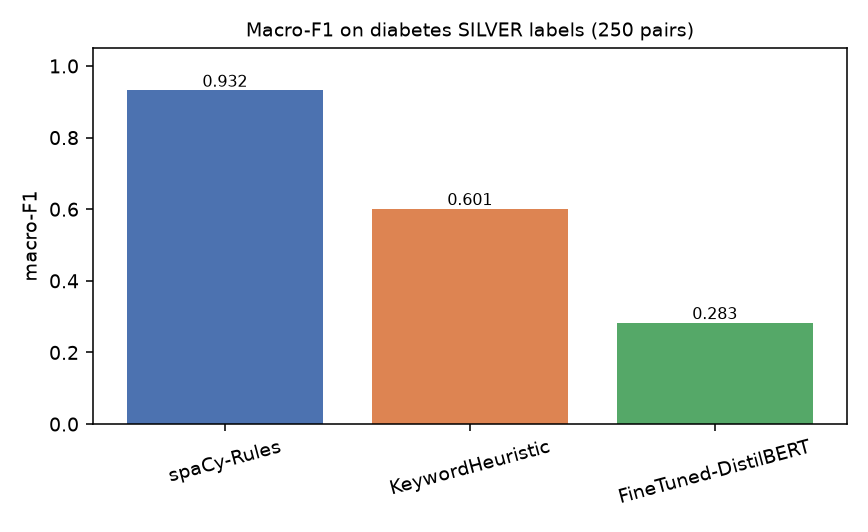 Macro-F1 on diabetes SILVER labels (250 pairs)
macro-F1
1.0
0.8
0.6
0.4
0.2
0.0
0.932
0.601
0.283
spaCy-Rules
KeywordHeuristic
FineTuned-DistilBERT